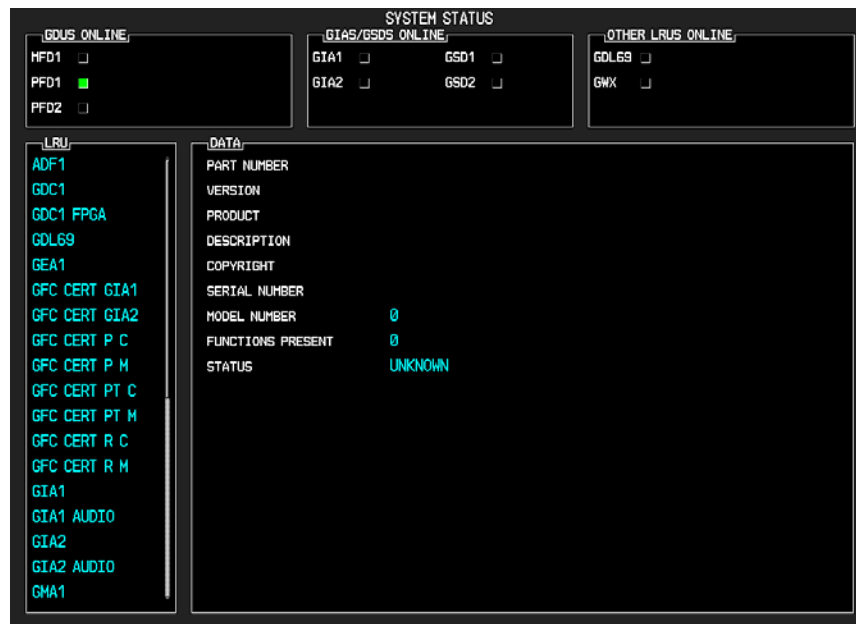 SYSTEM STATUS
GDUS ONLINE
MFD1
PFD1
PFD2
GIAS/GSDS ONLINE
GIA1 GSD1
GIA2 GSD2
OTHER LRUS ONLINE
GDL69
GWX
LRU
ADF1
GDC1
GDC1 FPGA
GDL69
GEA1
GFC CERT GIA1
GFC CERT GIA2
GFC CERT P C
GFC CERT P M
GFC CERT PT C
GFC CERT PT M
GFC CERT R C
GFC CERT R M
GIA1
GIA1 AUDIO
GIA2
GIA2 AUDIO
GMA1
DATA
PART NUMBER
VERSION
PRODUCT
DESCRIPTION
COPYRIGHT
SERIAL NUMBER
MODEL NUMBER 0
FUNCTIONS PRESENT 0
STATUS UNKNOWN